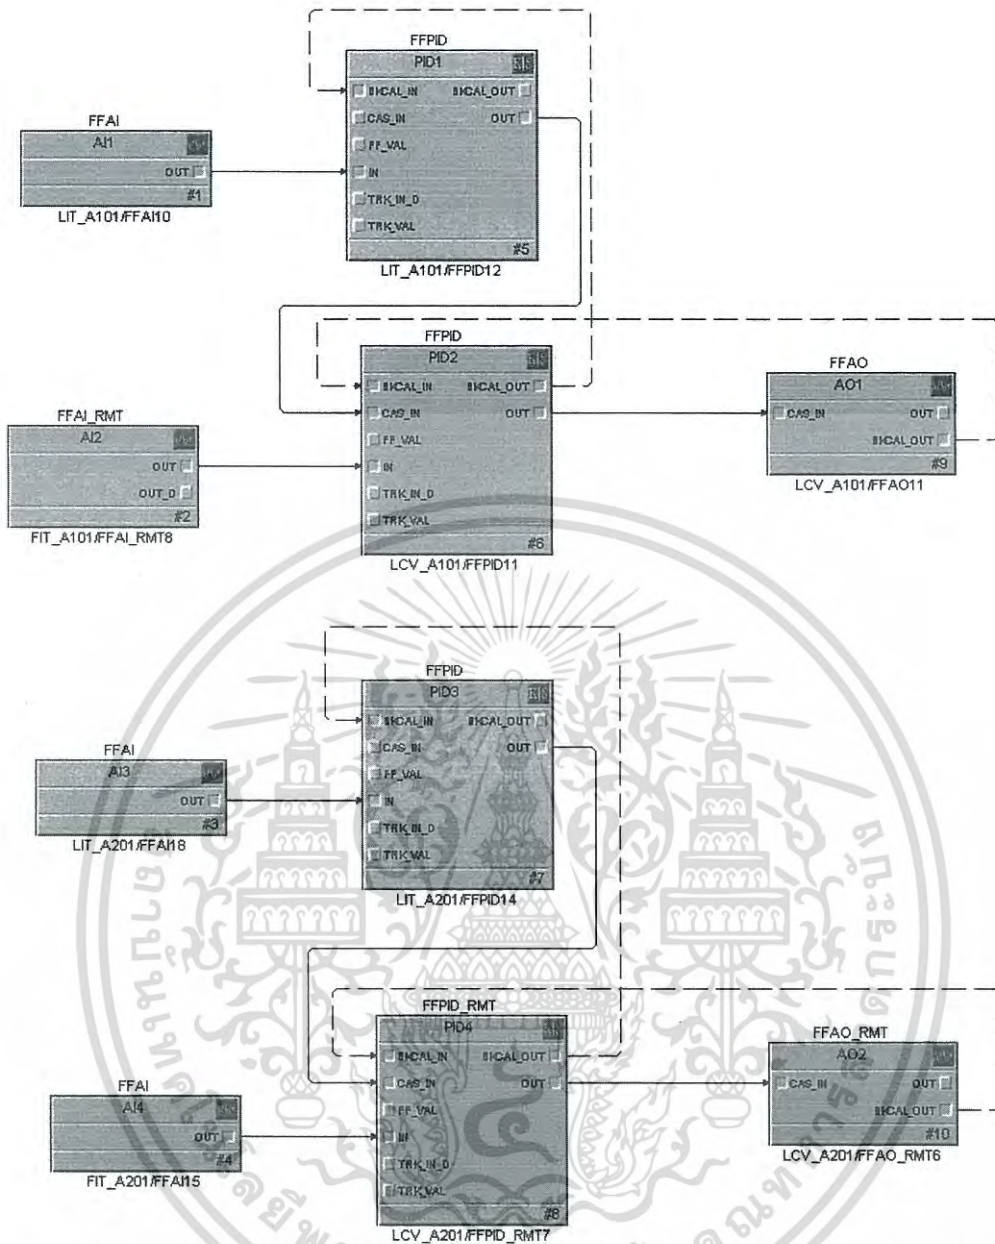 FFPID
PID1
BKCAL_IN BKCAL_OUT
CAS_IN OUT
FF_VAL
IN
TRK_IN_D
TRK_VAL
#5
LIT_A101/FFPID12
FFAI
AI1
OUT
#1
LIT_A101/FFAI10
FFPID
PID2
BKCAL_IN BKCAL_OUT
CAS_IN OUT
FF_VAL
IN
TRK_IN_D
TRK_VAL
#6
LCV_A101/FFPID11
FFAI_RMT
AI2
OUT
OUT_D
#2
FIT_A101/FFAI_RMT8
FFAO
AO1
CAS_IN OUT
BKCAL_OUT
#9
LCV_A101/FFAO11
FFPID
PID3
BKCAL_IN BKCAL_OUT
CAS_IN OUT
FF_VAL
IN
TRK_IN_D
TRK_VAL
#7
LIT_A201/FFPID14
FFAI
AI3
OUT
#3
LIT_A201/FFAI18
FFPID_RMT
PID4
BKCAL_IN BKCAL_OUT
CAS_IN OUT
FF_VAL
IN
TRK_IN_D
TRK_VAL
#8
LCV_A201/FFPID_RMT7
FFAI
AI4
OUT
#4
FIT_A201/FFAI15
FFAO_RMT
AO2
CAS_IN OUT
BKCAL_OUT
#10
LCV_A201/FFAO_RMT6